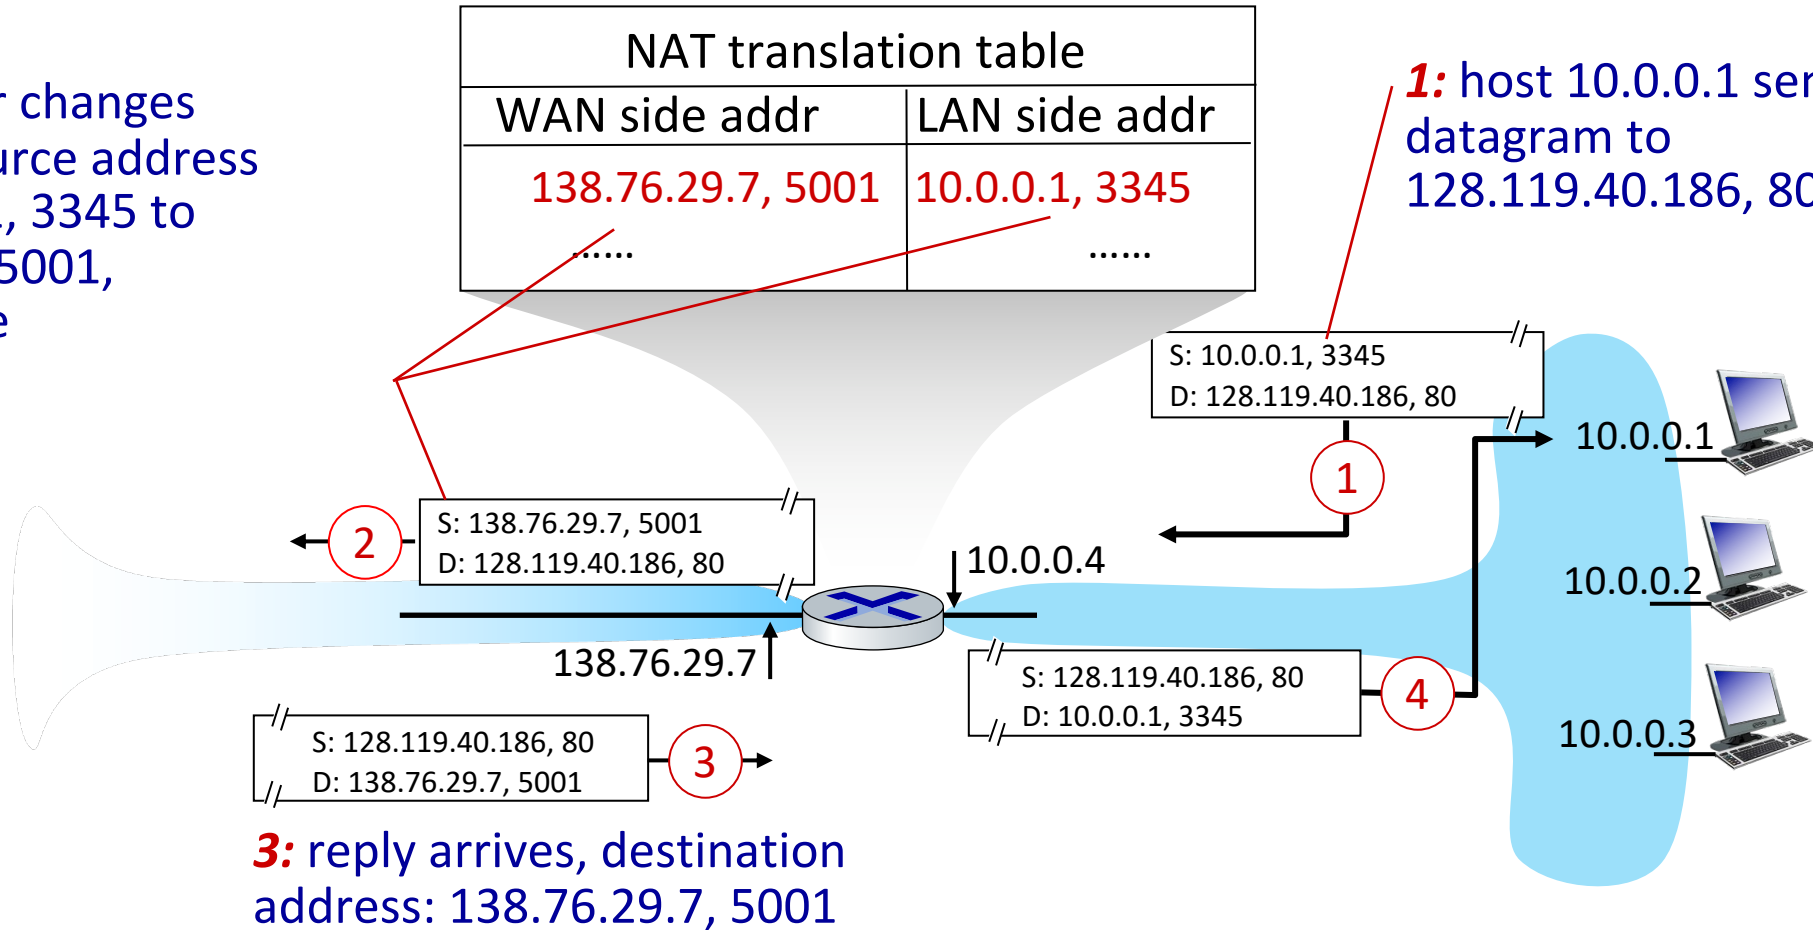 NAT translation table
WAN side addr LAN side addr
138.76.29.7, 5001 10.0.0.1, 3345
...... ......
changes
address
3345 to
5001,
1: host 10.0.0.1
datagram to
128.119.40.186, 80
S: 10.0.0.1, 3345
D: 128.119.40.186, 80
1
10.0.0.1
S: 138.76.29.7, 5001
D: 128.119.40.186, 80
2
10.0.0.4
10.0.0.2
138.76.29.7
S: 128.119.40.186, 80
D: 10.0.0.1, 3345
4
10.0.0.3
S: 128.119.40.186, 80
D: 138.76.29.7, 5001
3
3: reply arrives, destination
address: 138.76.29.7, 5001